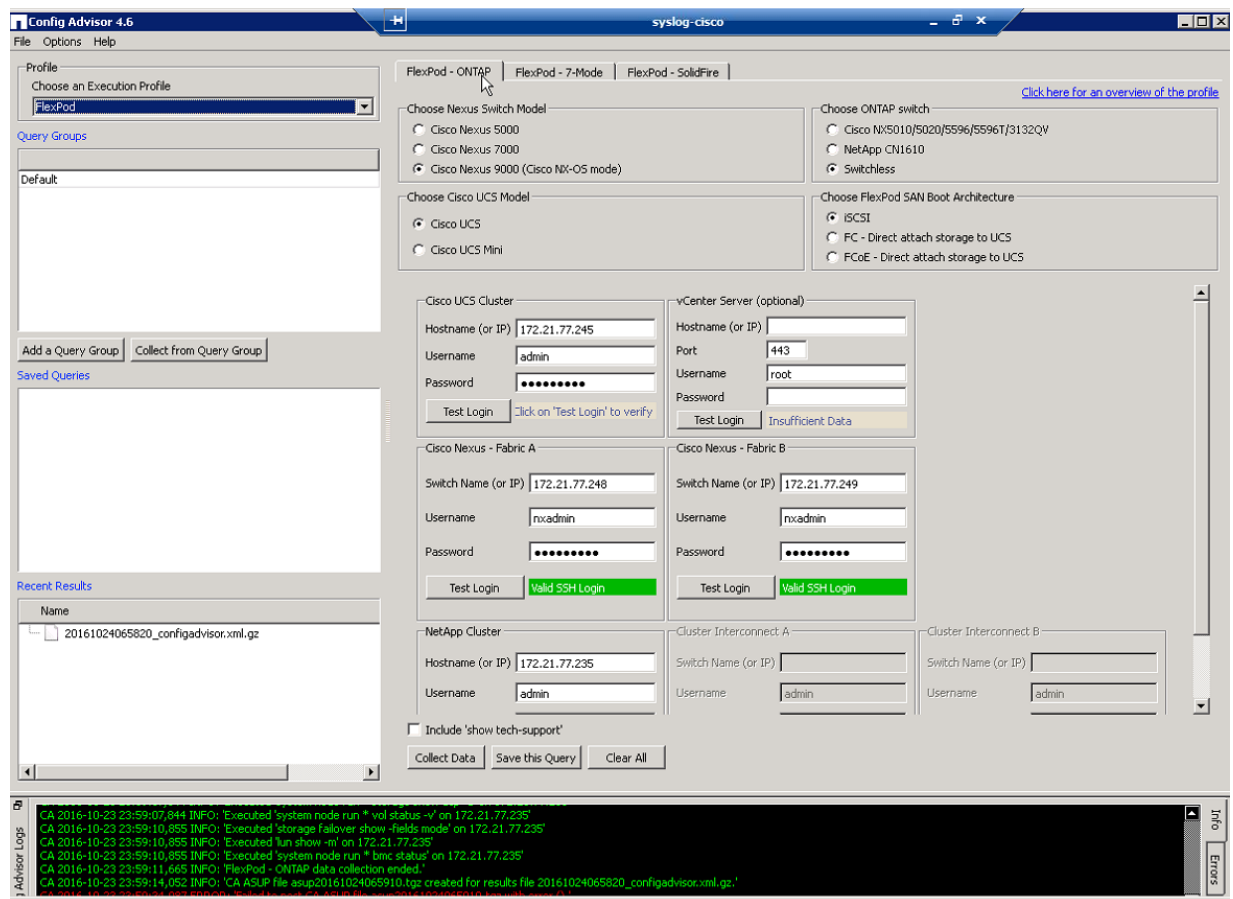 Config Advisor 4.6
syslog-cisco
File Options Help
Profile
Choose an Execution Profile
FlexPod
Query Groups
Default
Add a Query Group Collect from Query Group
Saved Queries
Recent Results
Name
20161024065820_configadvisor.xml.gz
FlexPod - ONTAP FlexPod - 7-Mode FlexPod - SolidFire
Click here for an overview of the profile
Choose Nexus Switch Model
Cisco Nexus 5000
Cisco Nexus 7000
Cisco Nexus 9000 (Cisco NX-OS mode)
Choose ONTAP switch
Cisco NX5010/5020/5596/5596T/3132QV
NetApp CN1610
Switchless
Choose Cisco UCS Model
Cisco UCS
Cisco UCS Mini
Choose FlexPod SAN Boot Architecture
iSCSI
FC - Direct attach storage to UCS
FCoE - Direct attach storage to UCS
Cisco UCS Cluster
Hostname (or IP) 172.21.77.245
Username admin
Password
Test Login Click on 'Test Login' to verify
vCenter Server (optional)
Hostname (or IP)
Port 443
Username root
Password
Test Login Insufficient Data
Cisco Nexus - Fabric A
Switch Name (or IP) 172.21.77.248
Username nxadmin
Password
Test Login Valid SSH Login
Cisco Nexus - Fabric B
Switch Name (or IP) 172.21.77.249
Username nxadmin
Password
Test Login Valid SSH Login
NetApp Cluster
Hostname (or IP) 172.21.77.235
Username admin
Cluster Interconnect A
Switch Name (or IP)
Username admin
Cluster Interconnect B
Switch Name (or IP)
Username admin
Include 'show tech-support'
Collect Data Save this Query Clear All
Advisor Logs
CA 2016-10-23 23:59:07,844 INFO: 'Executed 'system node run * vol status -v' on 172.21.77.235'
CA 2016-10-23 23:59:10,855 INFO: 'Executed 'storage failover show -fields mode' on 172.21.77.235'
CA 2016-10-23 23:59:10,855 INFO: 'Executed 'lun show -m' on 172.21.77.235'
CA 2016-10-23 23:59:10,855 INFO: 'Executed 'system node run * bmc status' on 172.21.77.235'
CA 2016-10-23 23:59:11,665 INFO: 'FlexPod - ONTAP data collection ended.'
CA 2016-10-23 23:59:14,052 INFO: 'CA ASUP file asup20161024065910.tgz created for results file 20161024065820_configadvisor.xml.gz.'
Info
Errors